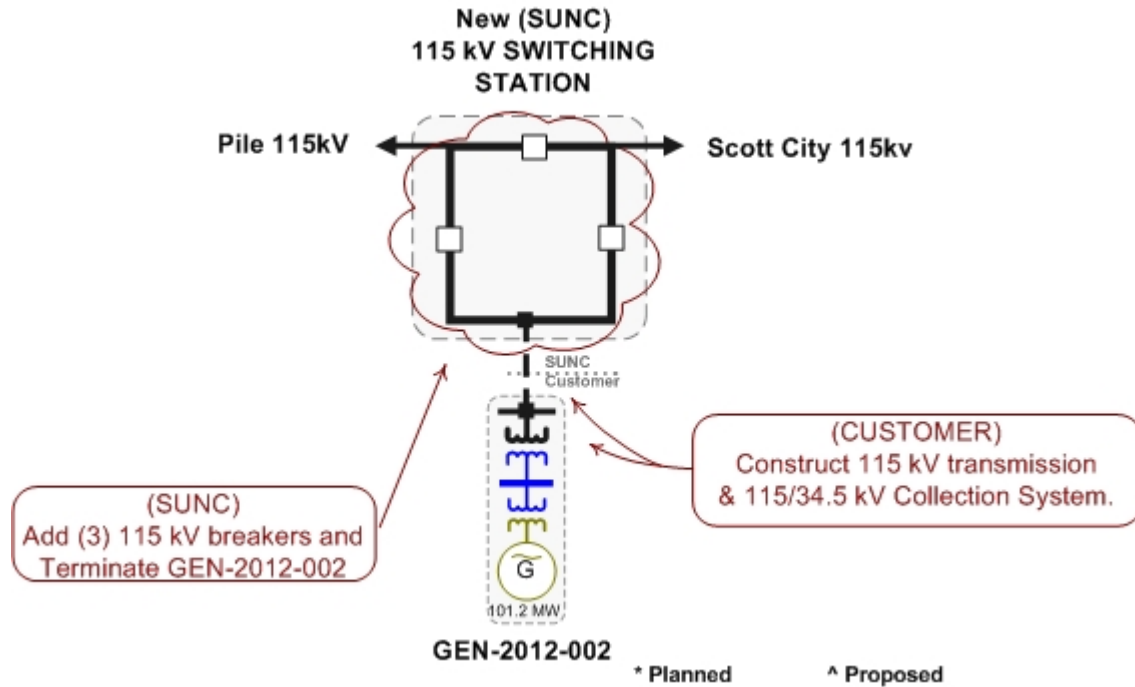 New (SUNC)
115 kV SWITCHING
STATION
Pile 115kV
Scott City 115kv
SUNC
Customer
(CUSTOMER)
Construct 115 kV transmission
& 115/34.5 kV Collection System.
(SUNC)
Add (3) 115 kV breakers and
Terminate GEN-2012-002
G
101.2 MW
GEN-2012-002
* Planned
^ Proposed